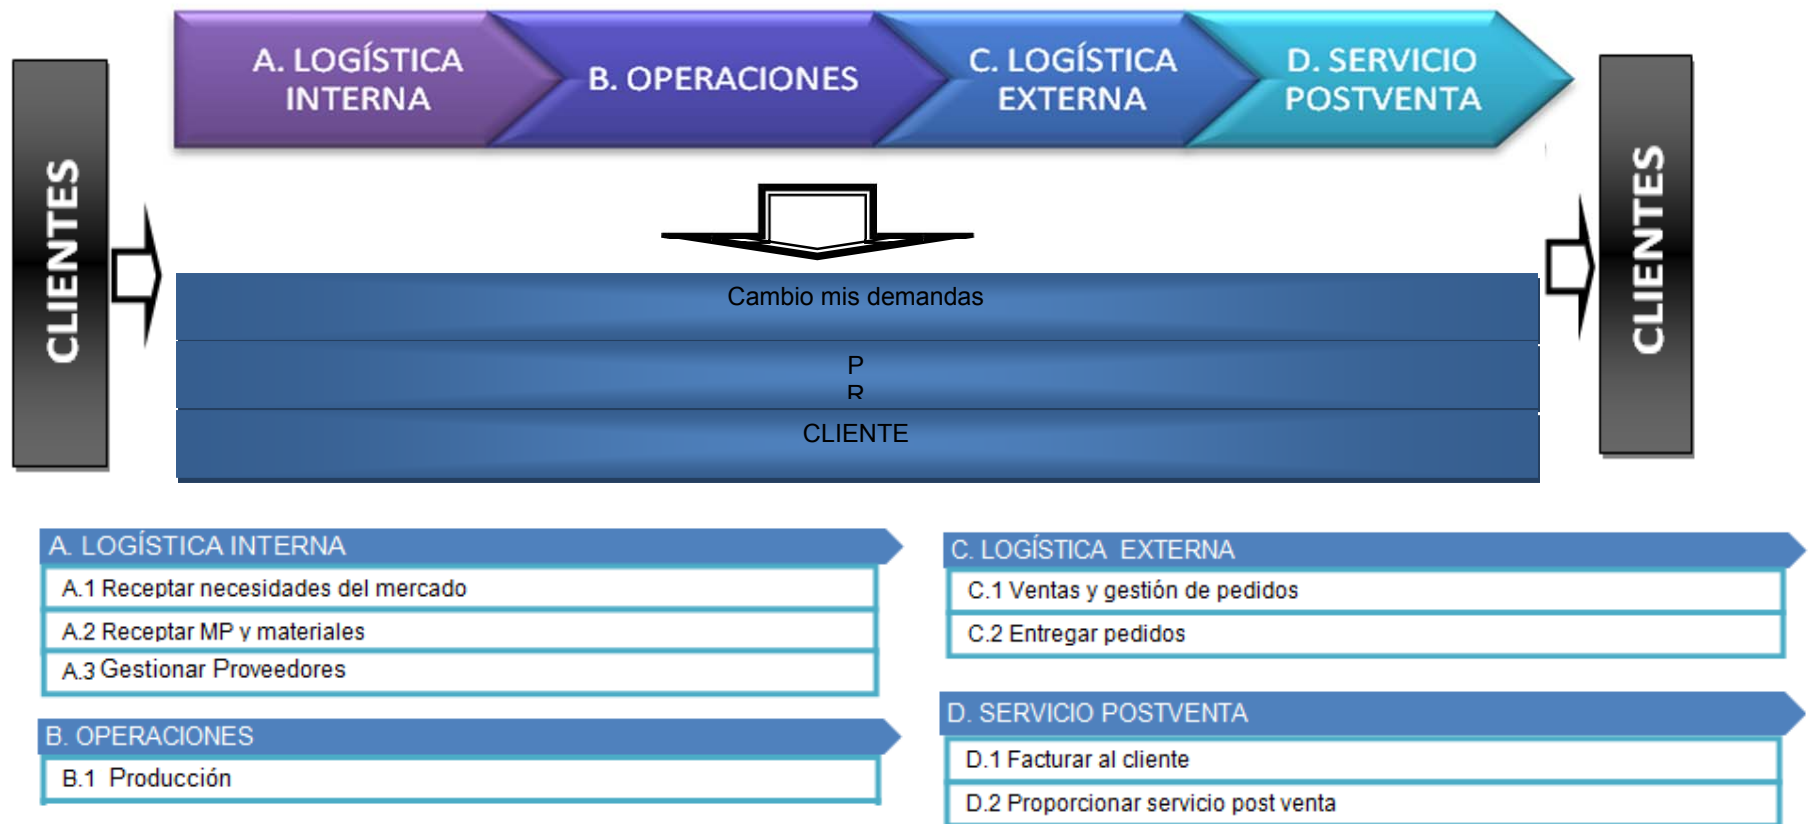 A. LOGÍSTICA
INTERNA
B. OPERACIONES
C. LOGÍSTICA
EXTERNA
D. SERVICIO
POSTVENTA
CLIENTES
CLIENTES
Cambio mis demandas
P
R
CLIENTE
A. LOGÍSTICA INTERNA
A.1 Receptar necesidades del mercado
A.2 Receptar MP y materiales
A.3 Gestionar Proveedores
B. OPERACIONES
B.1 Producción
C. LOGÍSTICA EXTERNA
C.1 Ventas y gestión de pedidos
C.2 Entregar pedidos
D. SERVICIO POSTVENTA
D.1 Facturar al cliente
D.2 Proporcionar servicio post venta